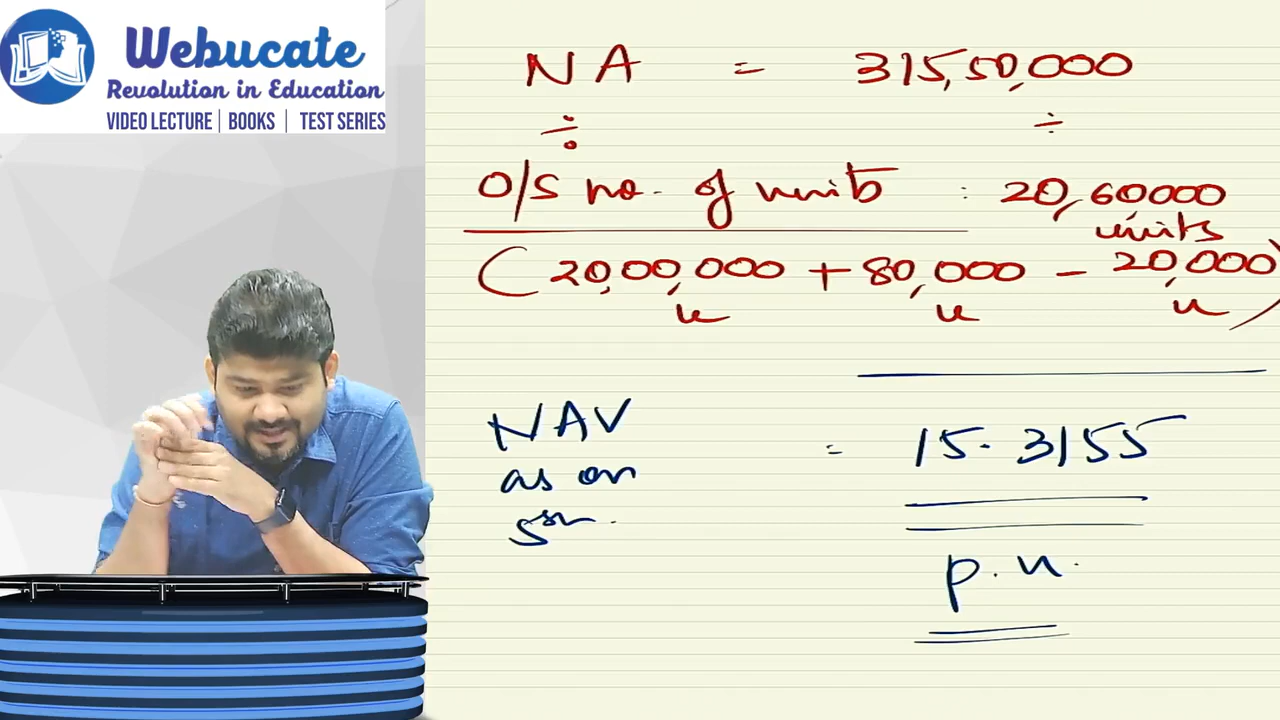 Webucate
Revolution in Education
VIDEO LECTURE | BOOKS | TEST SERIES
NA = 315,50,000
÷ ÷
O/S no. of units : 20,60000
units
(20,00,000 + 80,000 - 20,000)
u u u
NAV
as on = 15.3155
5th
p.u.